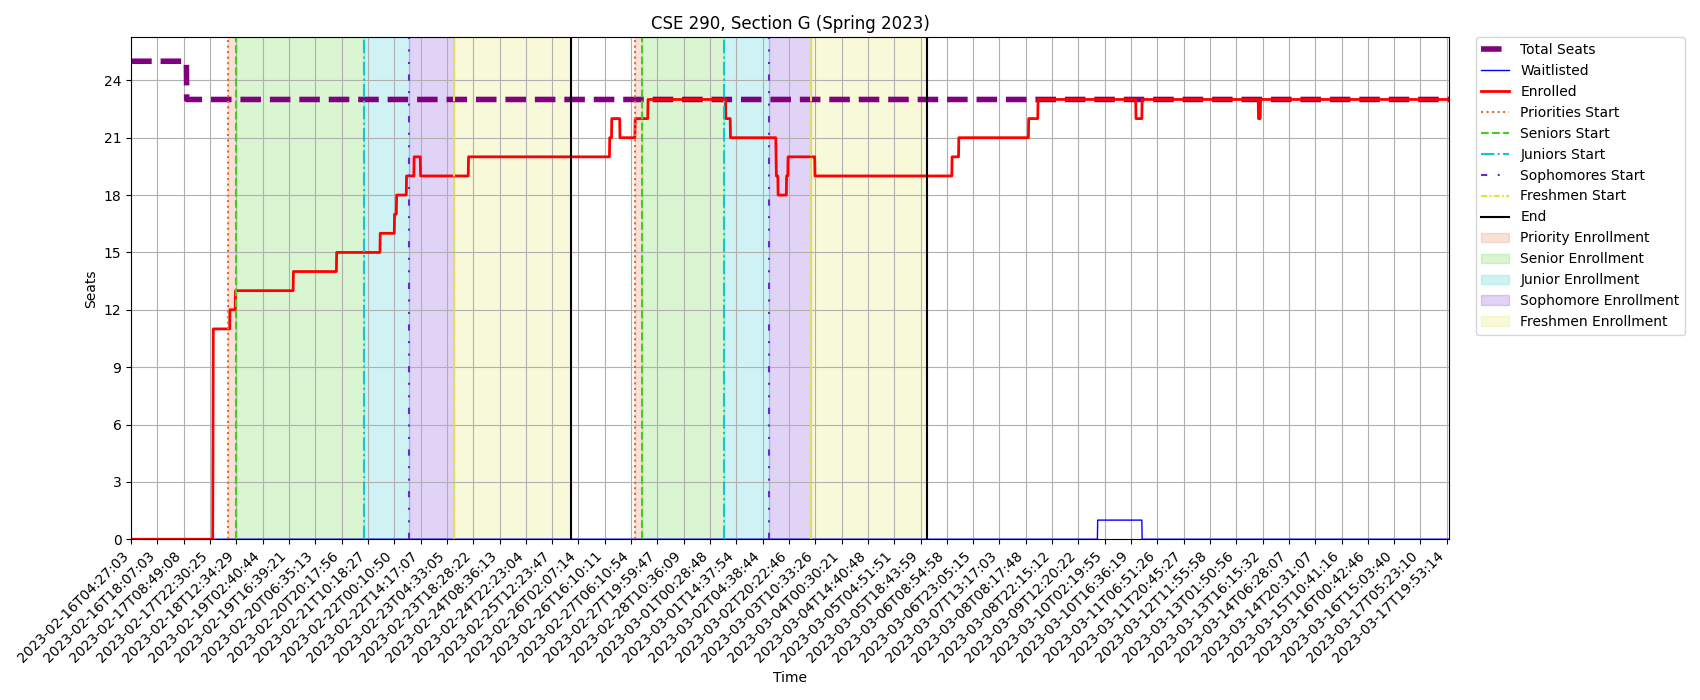 CSE 290, Section G (Spring 2023)
Seats
24
21
18
15
12
9
6
3
0
2023-02-16T04:27:03
2023-02-16T18:07:03
2023-02-17T08:49:08
2023-02-17T22:30:25
2023-02-18T12:34:29
2023-02-19T02:40:44
2023-02-19T16:39:21
2023-02-20T06:35:13
2023-02-20T20:17:56
2023-02-21T10:18:27
2023-02-22T00:10:50
2023-02-22T14:17:07
2023-02-23T04:33:05
2023-02-23T18:28:22
2023-02-24T08:36:13
2023-02-24T22:23:04
2023-02-25T12:23:47
2023-02-26T02:07:14
2023-02-26T16:10:11
2023-02-27T06:10:54
2023-02-27T19:59:47
2023-02-28T10:36:09
2023-03-01T00:28:48
2023-03-01T14:37:54
2023-03-02T04:38:44
2023-03-02T20:22:46
2023-03-03T10:33:26
2023-03-04T00:30:21
2023-03-04T14:40:48
2023-03-05T04:51:51
2023-03-05T18:43:59
2023-03-06T08:54:58
2023-03-06T23:05:15
2023-03-07T13:17:03
2023-03-08T08:17:48
2023-03-08T22:15:12
2023-03-09T12:20:22
2023-03-10T02:19:55
2023-03-10T16:36:19
2023-03-11T06:51:26
2023-03-11T20:45:27
2023-03-12T11:55:58
2023-03-13T01:50:56
2023-03-13T16:15:32
2023-03-14T06:28:07
2023-03-14T20:31:07
2023-03-15T10:41:16
2023-03-16T00:42:46
2023-03-16T15:03:40
2023-03-17T05:23:10
2023-03-17T19:53:14
Time
Total Seats
Waitlisted
Enrolled
Priorities Start
Seniors Start
Juniors Start
Sophomores Start
Freshmen Start
End
Priority Enrollment
Senior Enrollment
Junior Enrollment
Sophomore Enrollment
Freshmen Enrollment